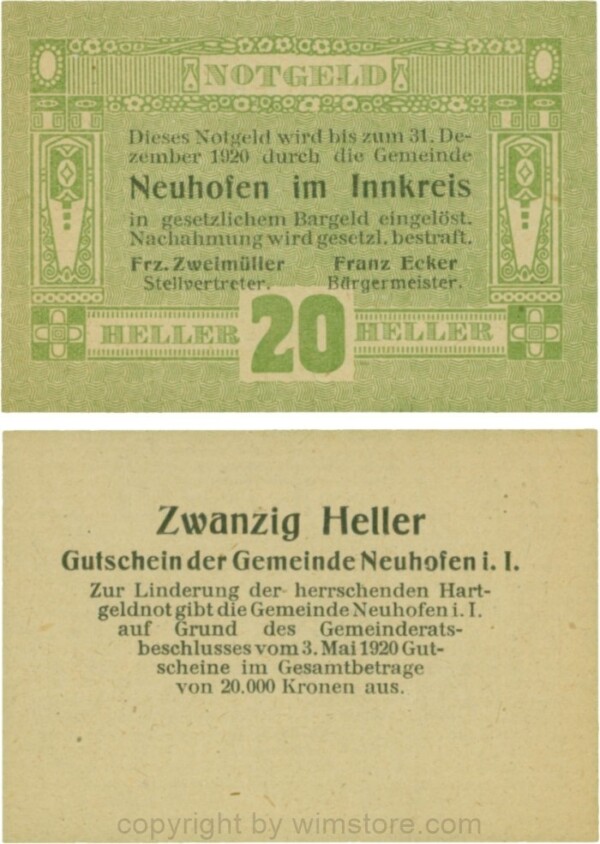 NOTGELD
Dieses Notgeld wird bis zum 31. De-
zember 1920 durch die Gemeinde
Neuhofen im Innkreis
in gesetzlichem Bargeld eingelöst.
Nachahmung wird gesetzl. bestraft.
Frz. Zweimüller Franz Ecker
Stellvertreter. Bürgermeister.
HELLER 20 HELLER
Zwanzig Heller
Gutschein der Gemeinde Neuhofen i. I.
Zur Linderung der herrschenden Hart-
geldnot gibt die Gemeinde Neuhofen i. I.
auf Grund des Gemeinderats-
beschlusses vom 3. Mai 1920 Gut-
scheine im Gesamtbetrage
von 20.000 Kronen aus.
copyright by wimstore.com